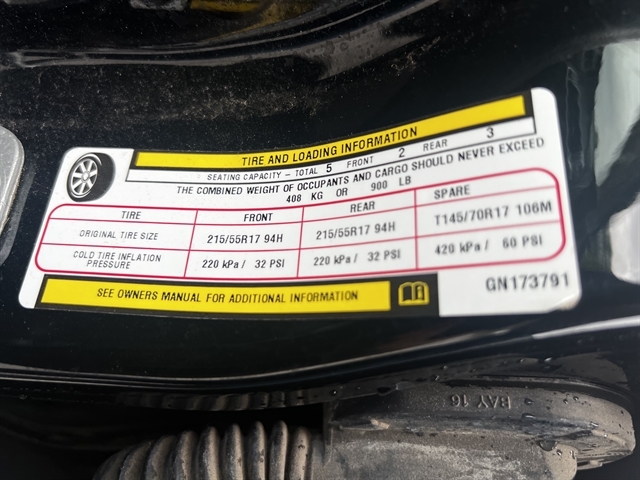 TIRE AND LOADING INFORMATION
SEATING CAPACITY - TOTAL 5 FRONT 2 REAR 3
THE COMBINED WEIGHT OF OCCUPANTS AND CARGO SHOULD NEVER EXCEED
408 KG OR 900 LB
TIRE FRONT REAR SPARE
ORIGINAL TIRE SIZE 215/55R17 94H 215/55R17 94H T145/70R17 106M
COLD TIRE INFLATION PRESSURE 220 kPa / 32 PSI 220 kPa / 32 PSI 420 kPa / 60 PSI
SEE OWNERS MANUAL FOR ADDITIONAL INFORMATION
GN173791
BAY 16